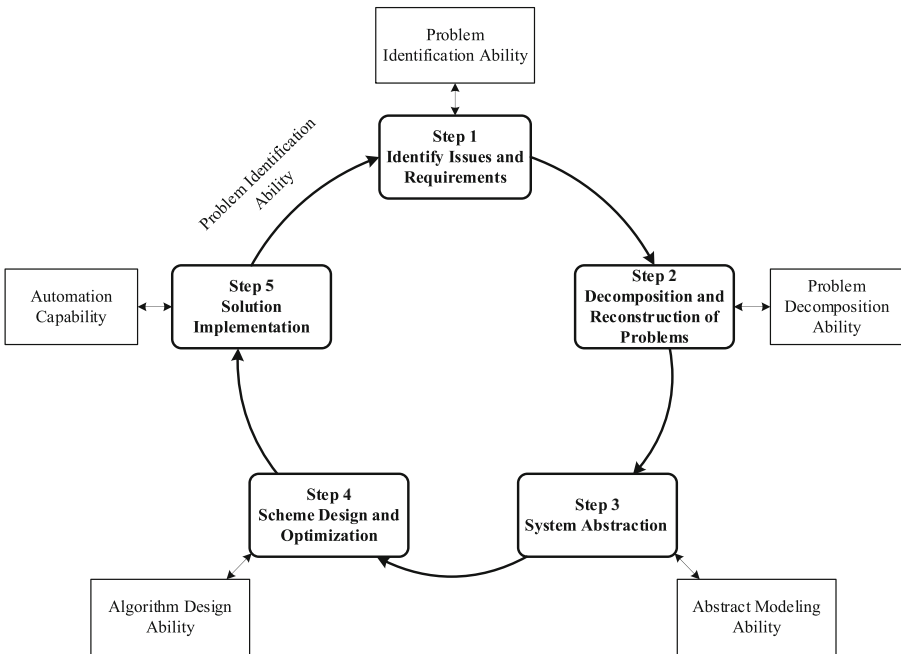 Problem
Identification Ability
Step 1
Identify Issues and
Requirements
Problem Identification
Ability
Step 2
Decomposition and
Reconstruction of
Problems
Problem
Decomposition
Ability
Step 5
Solution
Implementation
Automation
Capability
Step 4
Scheme Design and
Optimization
Step 3
System Abstraction
Algorithm Design
Ability
Abstract Modeling
Ability